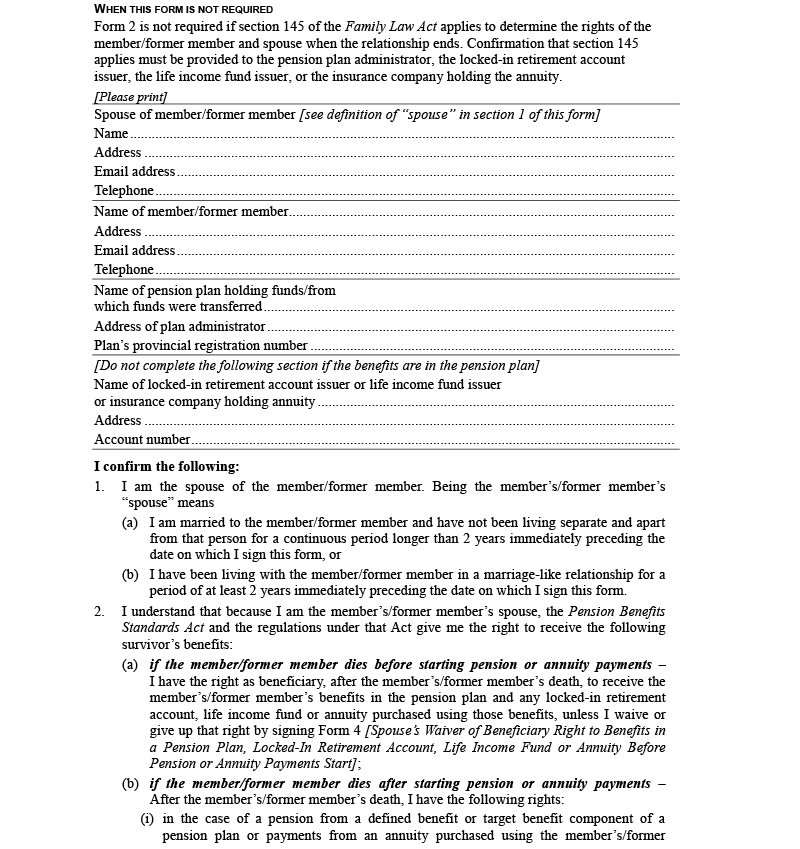 WHEN THIS FORM IS NOT REQUIRED
Form 2 is not required if section 145 of the Family Law Act applies to determine the rights of the
member/former member and spouse when the relationship ends. Confirmation that section 145
applies must be provided to the pension plan administrator, the locked-in retirement account
issuer, the life income fund issuer, or the insurance company holding the annuity.
[Please print]
Spouse of member/former member [see definition of “spouse” in section 1 of this form]
Name
Address
Email address
Telephone
Name of member/former member
Address
Email address
Telephone
Name of pension plan holding funds/from
which funds were transferred
Address of plan administrator
Plan’s provincial registration number
[Do not complete the following section if the benefits are in the pension plan]
Name of locked-in retirement account issuer or life income fund issuer
or insurance company holding annuity
Address
Account number
I confirm the following:
1. I am the spouse of the member/former member. Being the member’s/former member’s
“spouse” means
(a) I am married to the member/former member and have not been living separate and apart
from that person for a continuous period longer than 2 years immediately preceding the
date on which I sign this form, or
(b) I have been living with the member/former member in a marriage-like relationship for a
period of at least 2 years immediately preceding the date on which I sign this form.
2. I understand that because I am the member’s/former member’s spouse, the Pension Benefits
Standards Act and the regulations under that Act give me the right to receive the following
survivor’s benefits:
(a) if the member/former member dies before starting pension or annuity payments –
I have the right as beneficiary, after the member’s/former member’s death, to receive the
member’s/former member’s benefits in the pension plan and any locked-in retirement
account, life income fund or annuity purchased using those benefits, unless I waive or
give up that right by signing Form 4 [Spouse’s Waiver of Beneficiary Right to Benefits in
a Pension Plan, Locked-In Retirement Account, Life Income Fund or Annuity Before
Pension or Annuity Payments Start];
(b) if the member/former member dies after starting pension or annuity payments –
After the member’s/former member’s death, I have the following rights:
(i) in the case of a pension from a defined benefit or target benefit component of a
pension plan or payments from an annuity purchased using the member’s/former